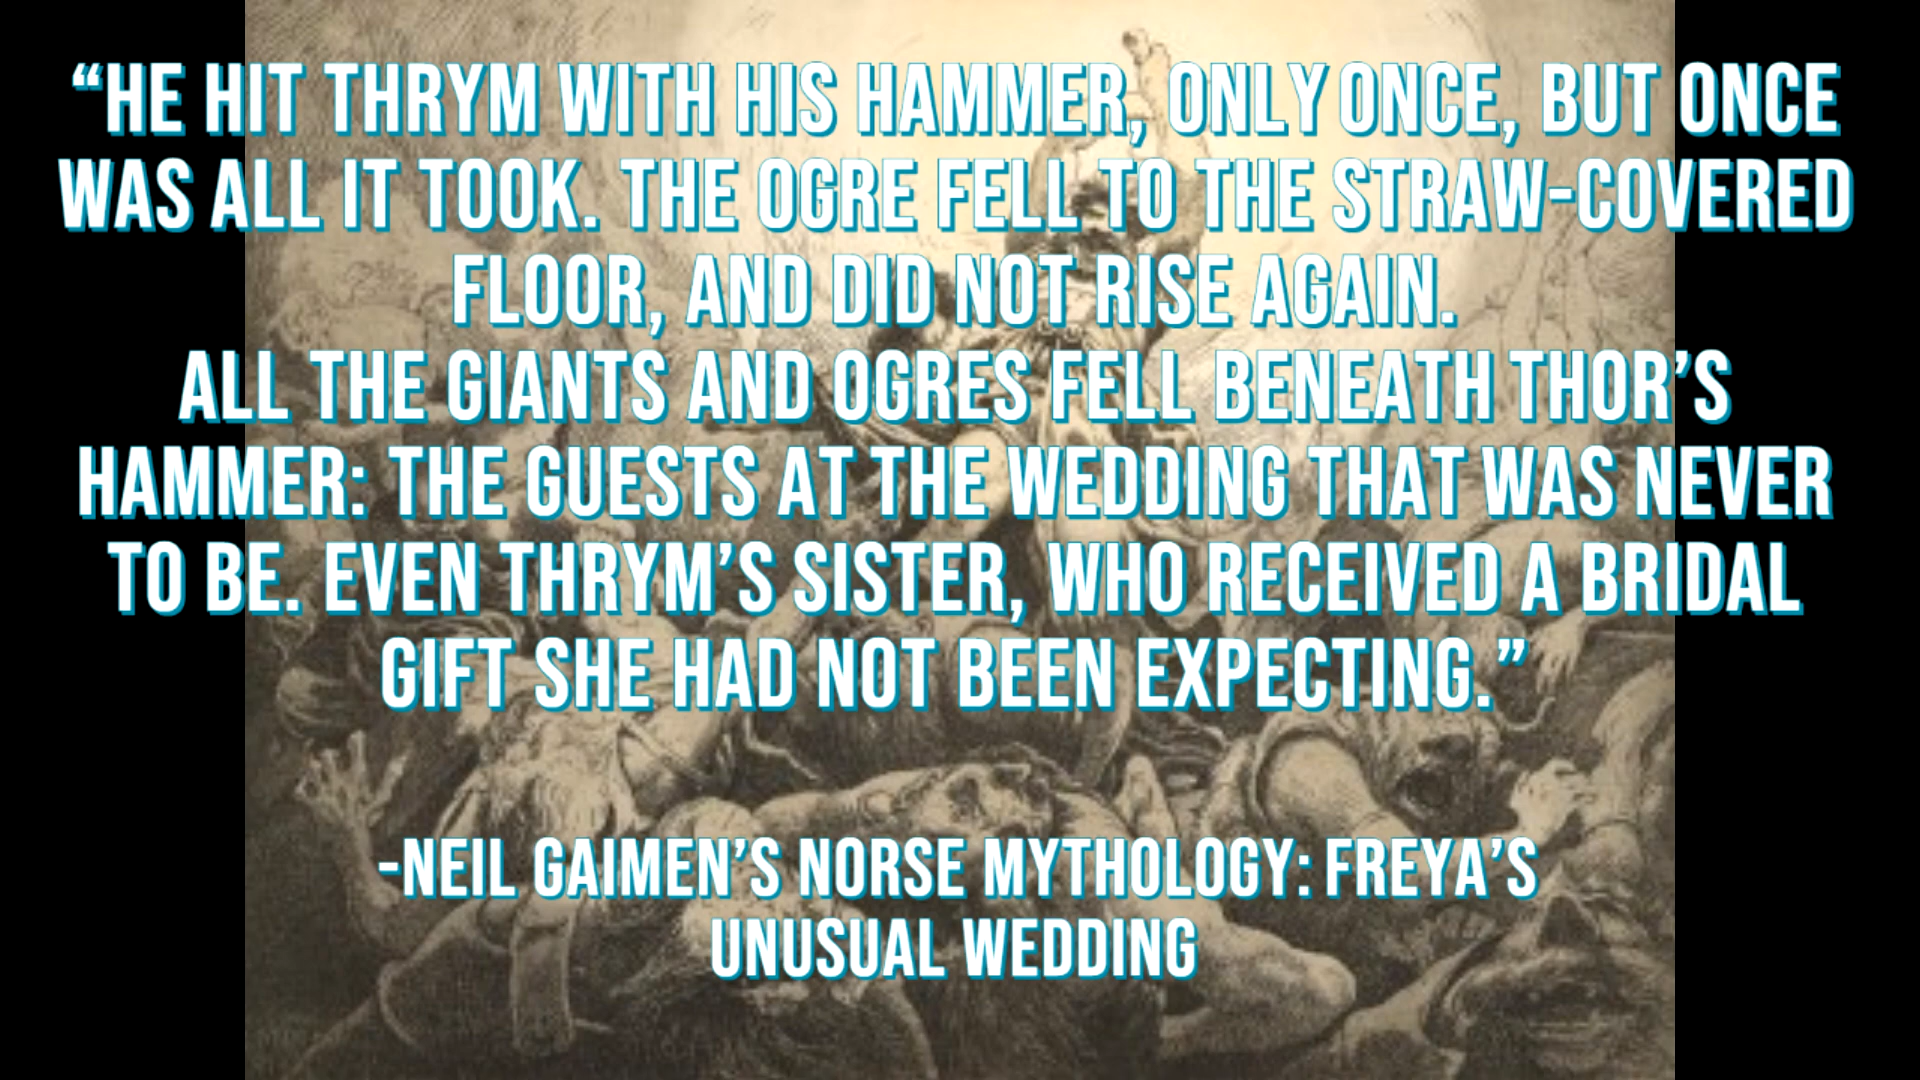 “HE HIT THRYM WITH HIS HAMMER, ONLY ONCE, BUT ONCE
WAS ALL IT TOOK. THE OGRE FELL TO THE STRAW-COVERED
FLOOR, AND DID NOT RISE AGAIN.
ALL THE GIANTS AND OGRES FELL BENEATH THOR’S
HAMMER: THE GUESTS AT THE WEDDING THAT WAS NEVER
TO BE. EVEN THRYM’S SISTER, WHO RECEIVED A BRIDAL
GIFT SHE HAD NOT BEEN EXPECTING.”
-NEIL GAIMEN’S NORSE MYTHOLOGY: FREYA’S
UNUSUAL WEDDING